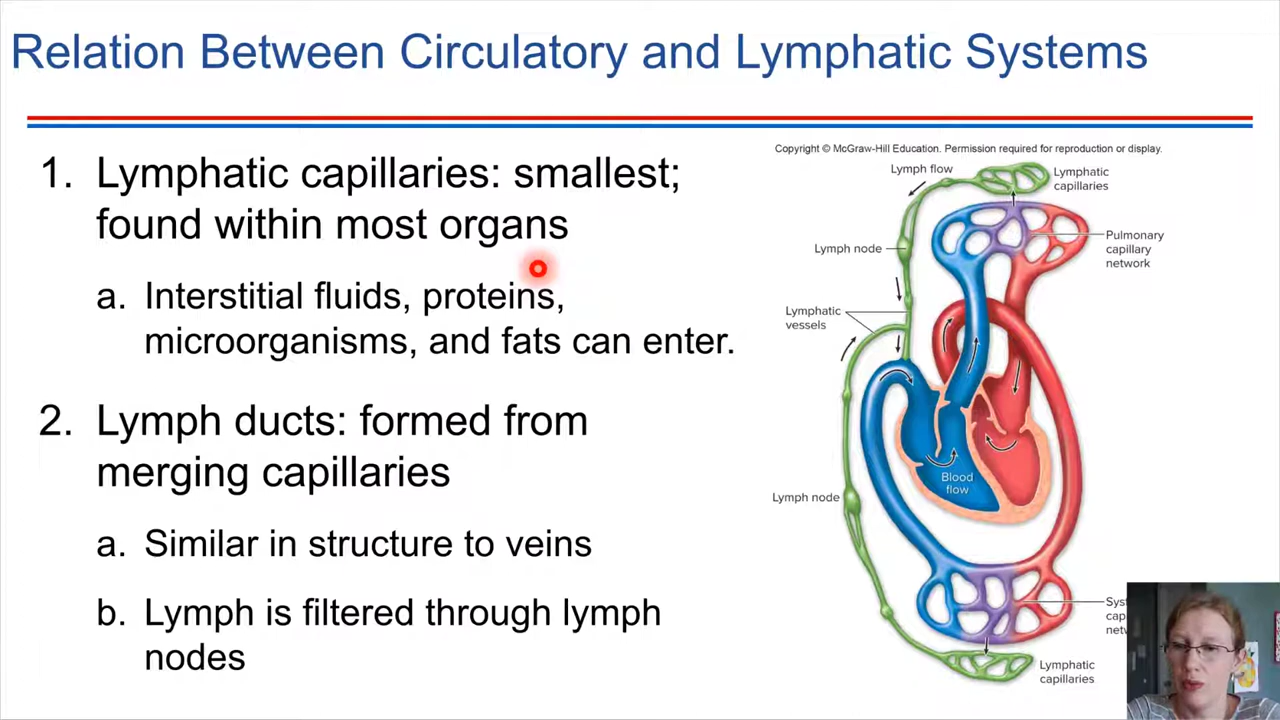 Relation Between Circulatory and Lymphatic Systems
1. Lymphatic capillaries: smallest;
found within most organs
a. Interstitial fluids, proteins,
microorganisms, and fats can enter.
2. Lymph ducts: formed from
merging capillaries
a. Similar in structure to veins
b. Lymph is filtered through lymph
nodes
Copyright © McGraw-Hill Education. Permission required for reproduction or display.
Lymph flow
Lymphatic
capillaries
Pulmonary
capillary
network
Lymph node
Lymphatic
vessels
Blood
flow
Lymph node
Lymphatic
capillaries